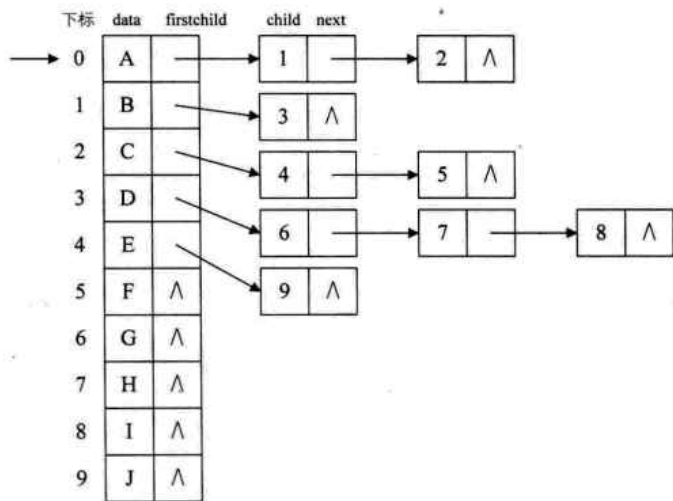 下标 data firstchild child next
0 A 1 2 Λ
1 B 3 Λ
2 C 4 5 Λ
3 D 6 7 8 Λ
4 E 9 Λ
5 F Λ
6 G Λ
7 H Λ
8 I Λ
9 J Λ